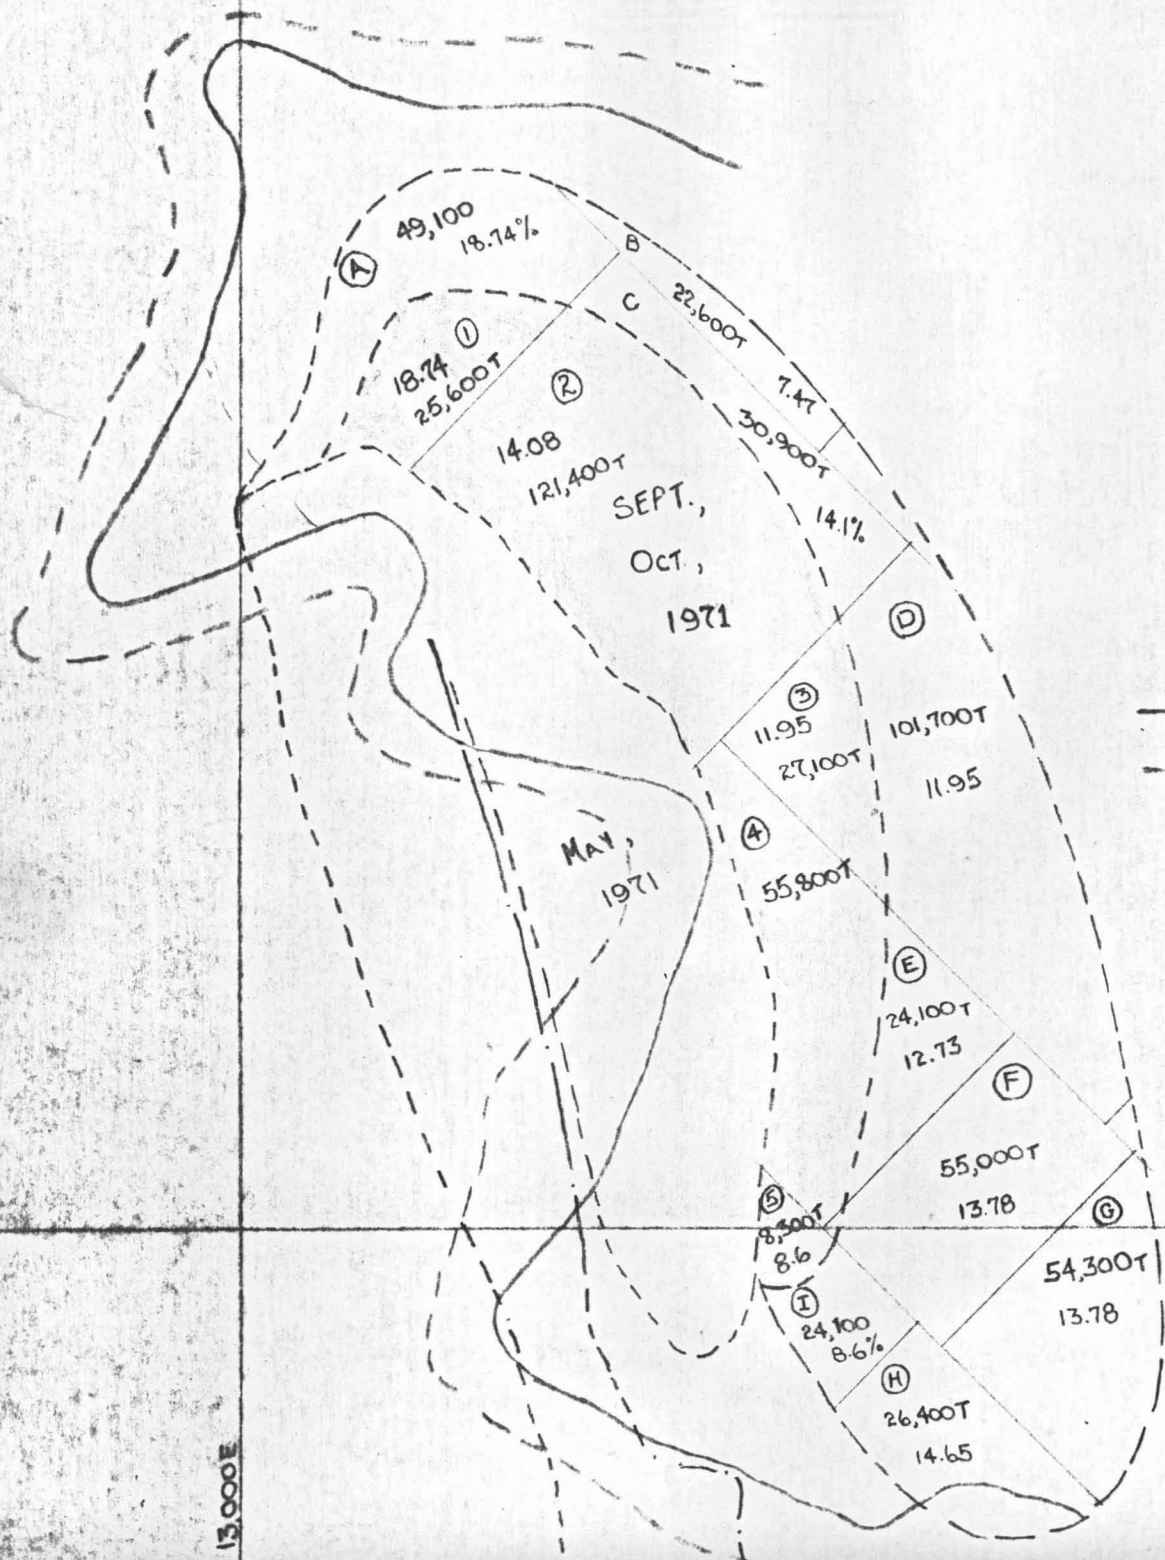 49,100
18.74%
A
B
C
22,600T
7.47
1
18.74
25,600T
2
14.08
121,400T
30,900T
14.1%
SEPT.,
OCT.,
1971
D
101,700T
11.95
3
11.95
27,100T
4
55,800T
MAY,
1971
E
24,100T
12.73
F
55,000T
13.78
5
8,300T
8.6
G
54,300T
13.78
I
24,100
8.6%
H
26,400T
14.65
13,000E